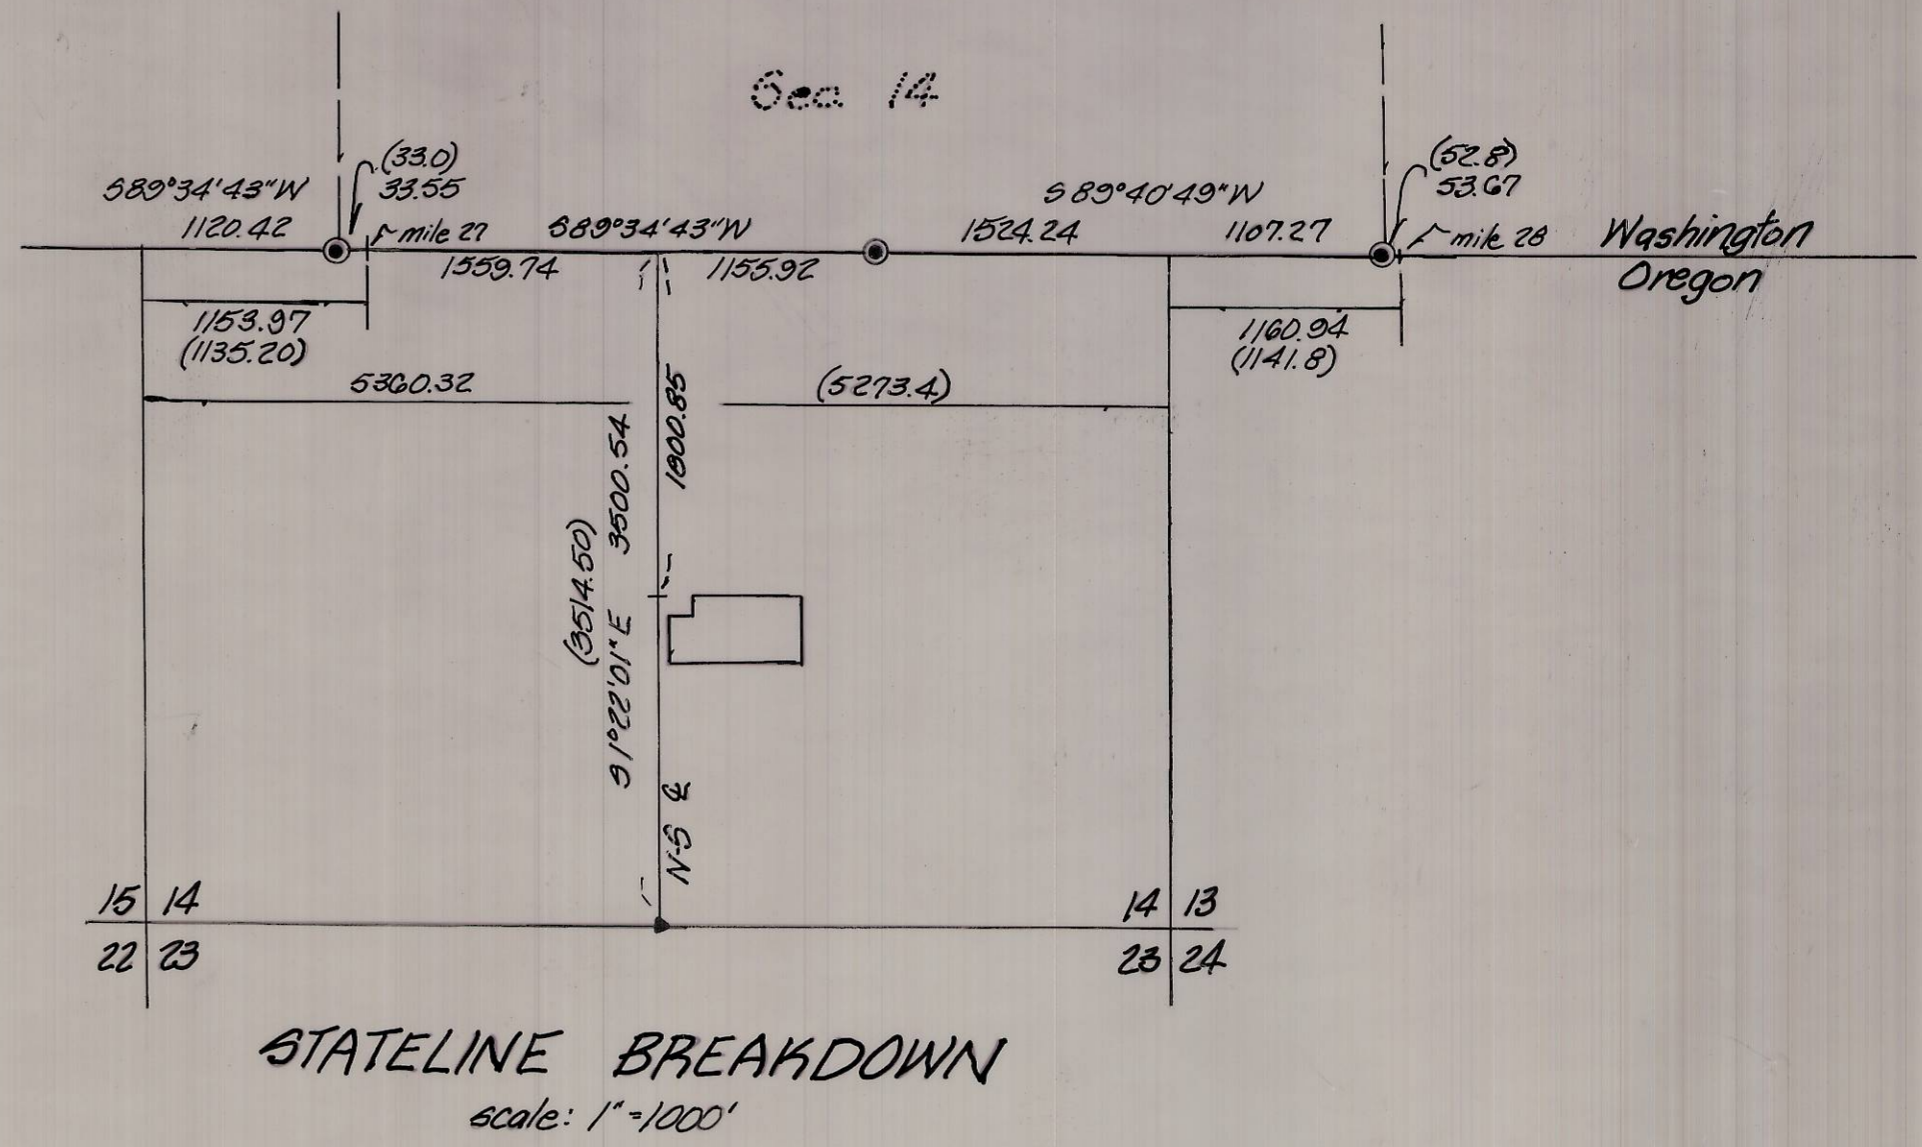 Sec. 14
(33.0)
33.55
S89°34'43"W
1120.42
mile 27
S89°34'43"W
1559.74
1155.92
S89°40'49"W
1524.24
1107.27
(52.8)
53.67
mile 28
Washington
Oregon
1153.97
(1135.20)
1160.94
(1141.8)
5360.32
(5273.4)
1800.85
(3514.50)
S1°22'01"E 3500.54
N-S ℄
15 14
22 23
14 13
23 24
STATELINE BREAKDOWN
scale: 1"=1000'